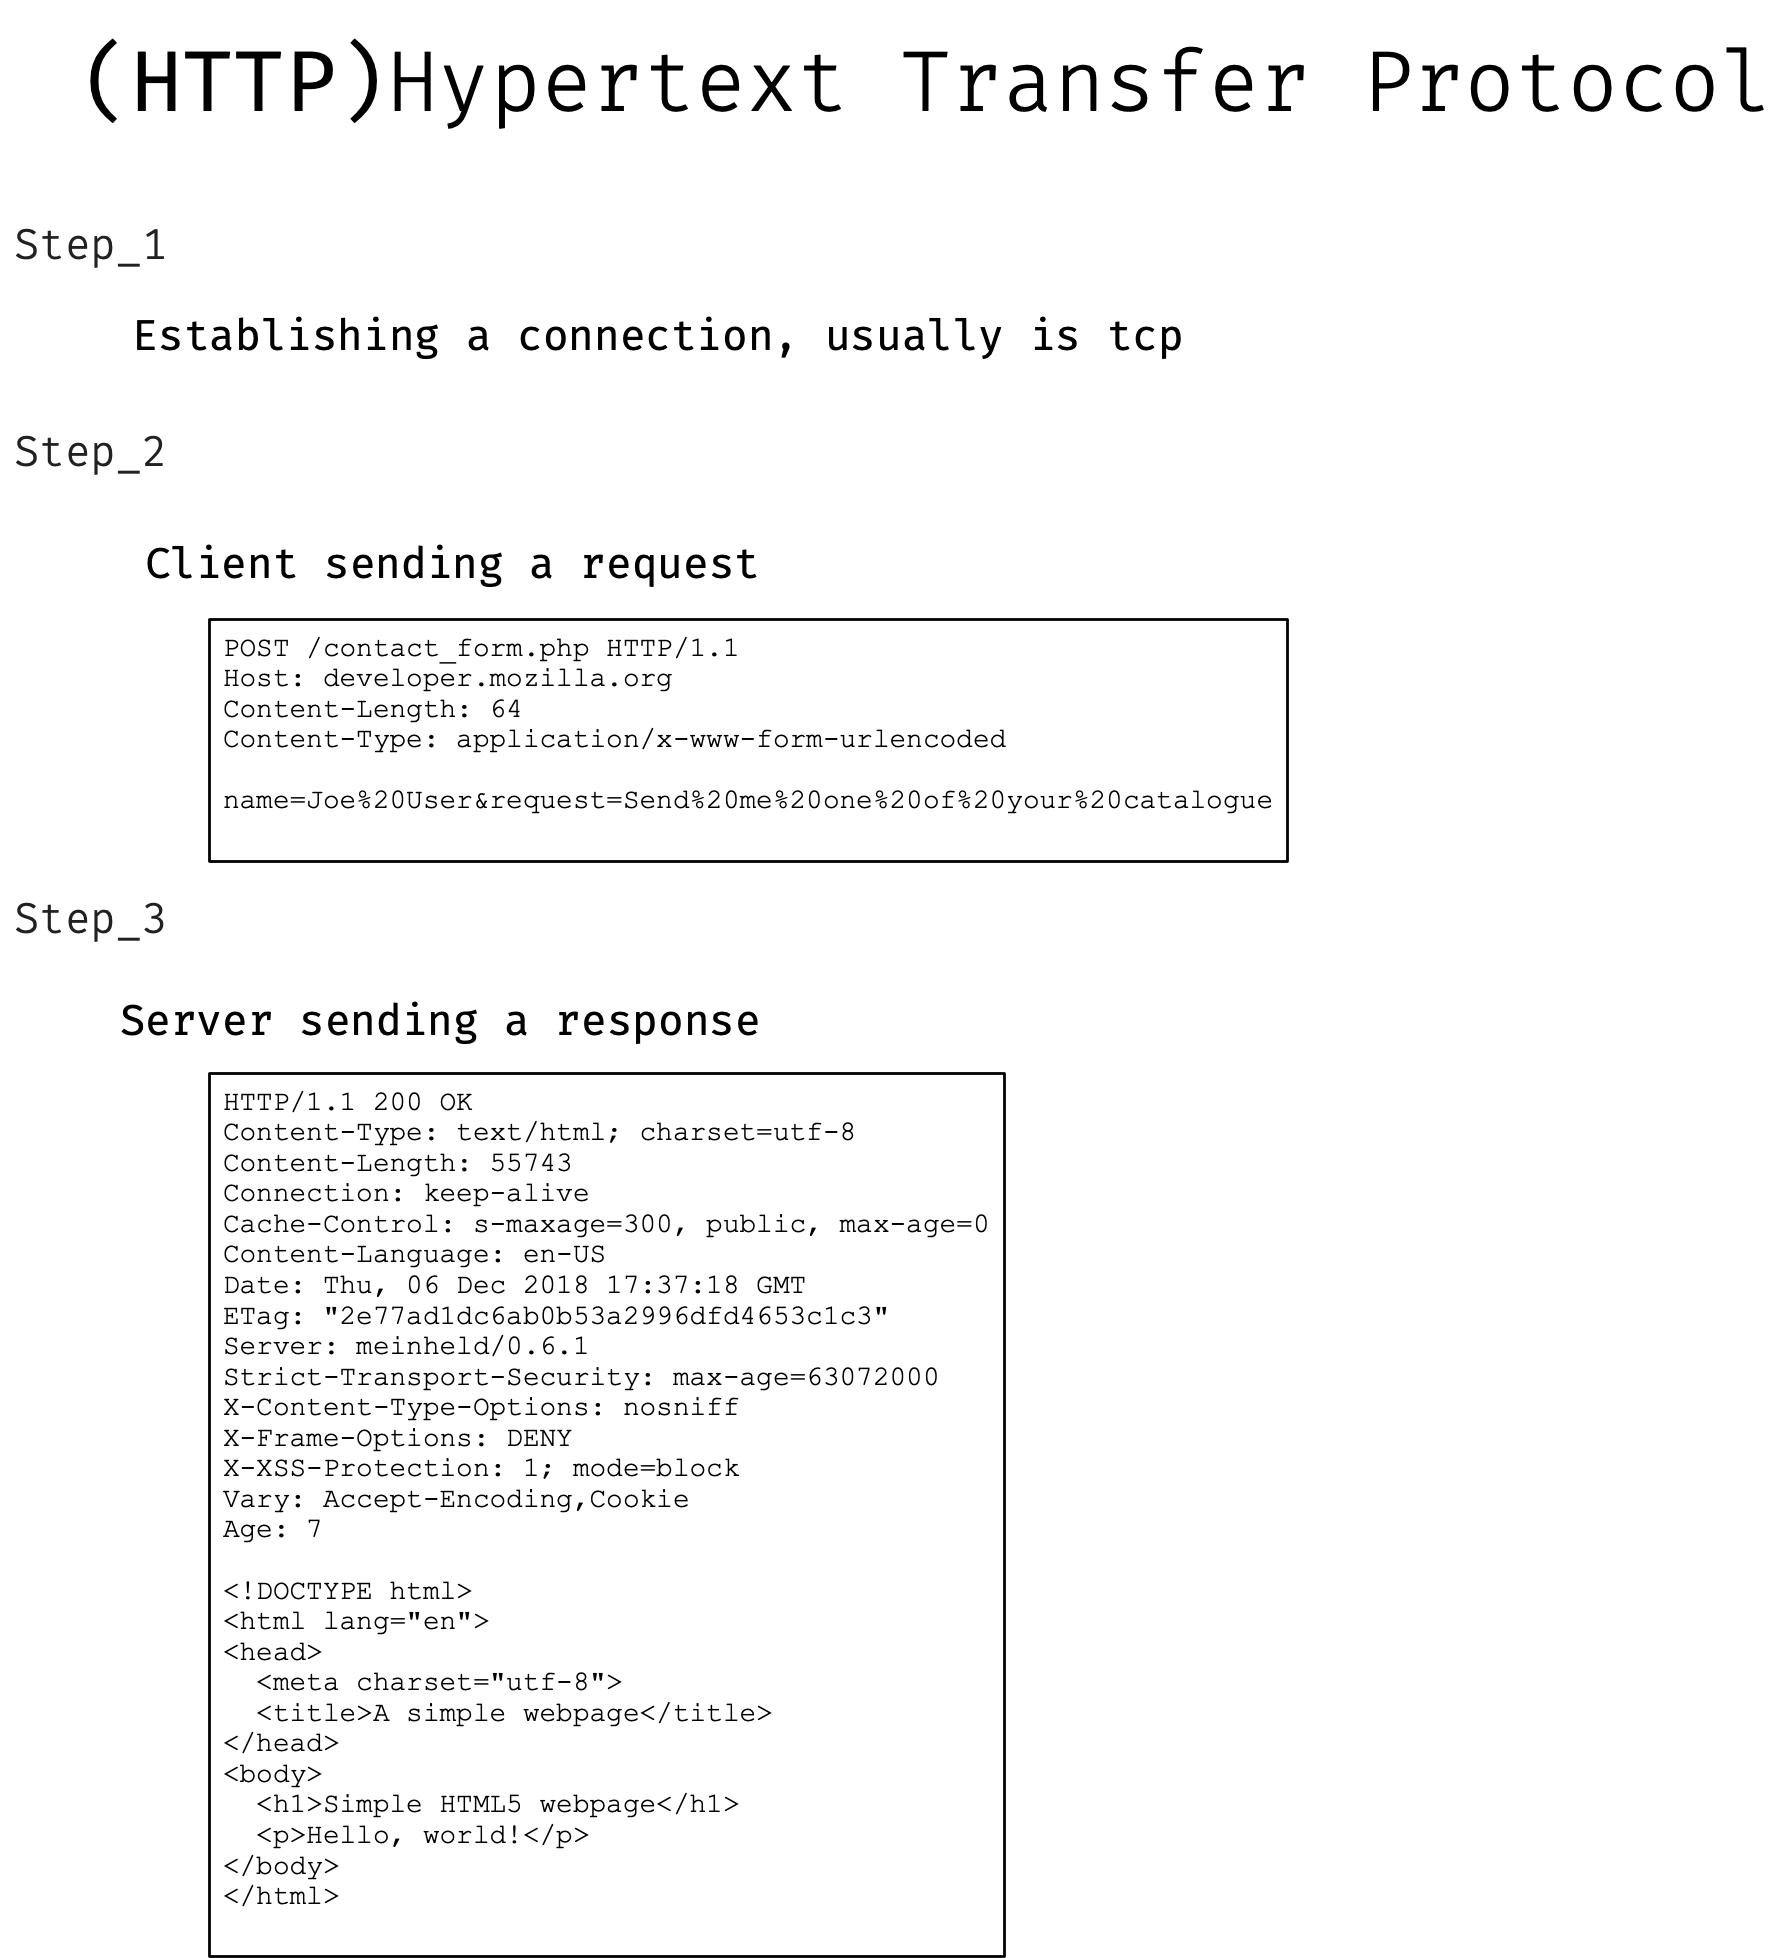 (HTTP)Hypertext Transfer Protocol
Step_1
Establishing a connection, usually is tcp
Step_2
Client sending a request
POST /contact_form.php HTTP/1.1
Host: developer.mozilla.org
Content-Length: 64
Content-Type: application/x-www-form-urlencoded
name=Joe%20User&request=Send%20me%20one%20of%20your%20catalogue
Step_3
Server sending a response
HTTP/1.1 200 OK
Content-Type: text/html; charset=utf-8
Content-Length: 55743
Connection: keep-alive
Cache-Control: s-maxage=300, public, max-age=0
Content-Language: en-US
Date: Thu, 06 Dec 2018 17:37:18 GMT
ETag: "2e77ad1dc6ab0b53a2996dfd4653c1c3"
Server: meinheld/0.6.1
Strict-Transport-Security: max-age=63072000
X-Content-Type-Options: nosniff
X-Frame-Options: DENY
X-XSS-Protection: 1; mode=block
Vary: Accept-Encoding,Cookie
Age: 7
<!DOCTYPE html>
<html lang="en">
<head>
  <meta charset="utf-8">
  <title>A simple webpage</title>
</head>
<body>
  <h1>Simple HTML5 webpage</h1>
  <p>Hello, world!</p>
</body>
</html>